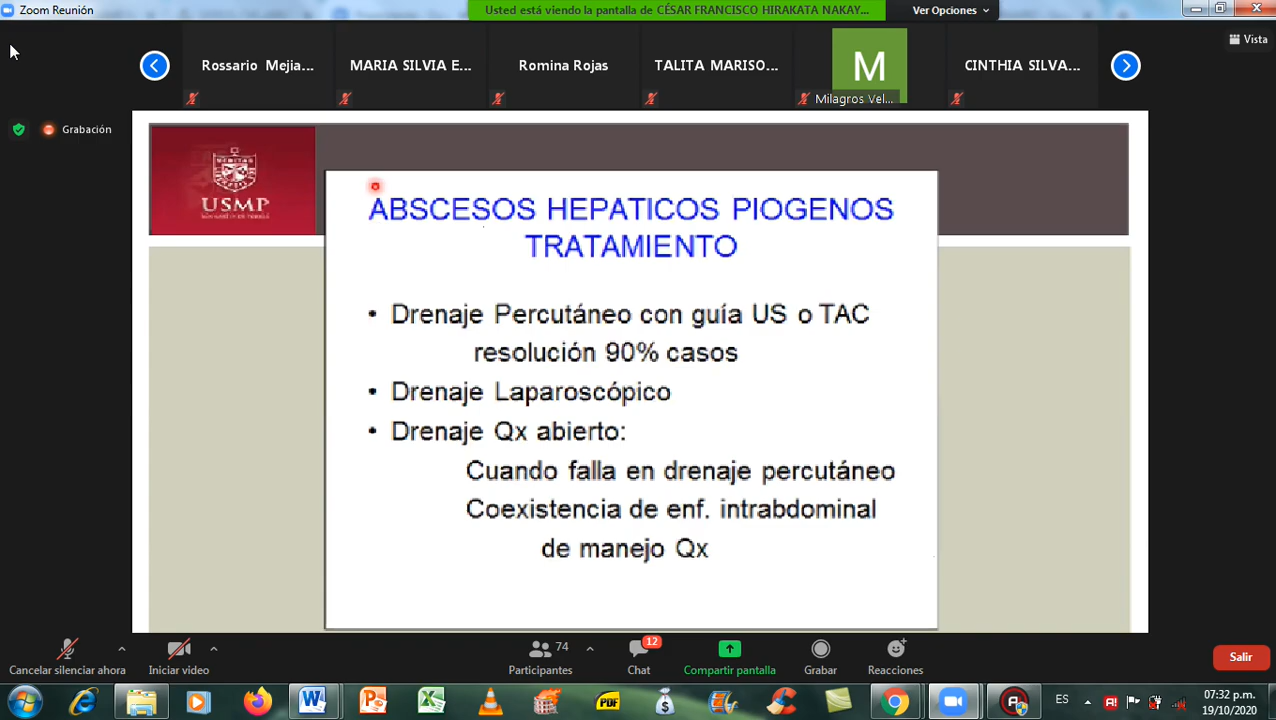 Zoom Reunión
Usted está viendo la pantalla de CÉSAR FRANCISCO HIRAKATA NAKAY...
Ver Opciones
Vista
Rossario Mejia...
MARIA SILVIA E...
Romina Rojas
TALITA MARISO...
M
Milagros Vel...
CINTHIA SILVA...
Grabación
USMP
ABSCESOS HEPATICOS PIOGENOS
TRATAMIENTO
• Drenaje Percutáneo con guía US o TAC
resolución 90% casos
• Drenaje Laparoscópico
• Drenaje Qx abierto:
Cuando falla en drenaje percutáneo
Coexistencia de enf. intrabdominal
de manejo Qx
Cancelar silenciar ahora
Iniciar video
74
Participantes
12
Chat
Compartir pantalla
Grabar
Reacciones
Salir
PDF
ES
07:32 p.m.
19/10/2020